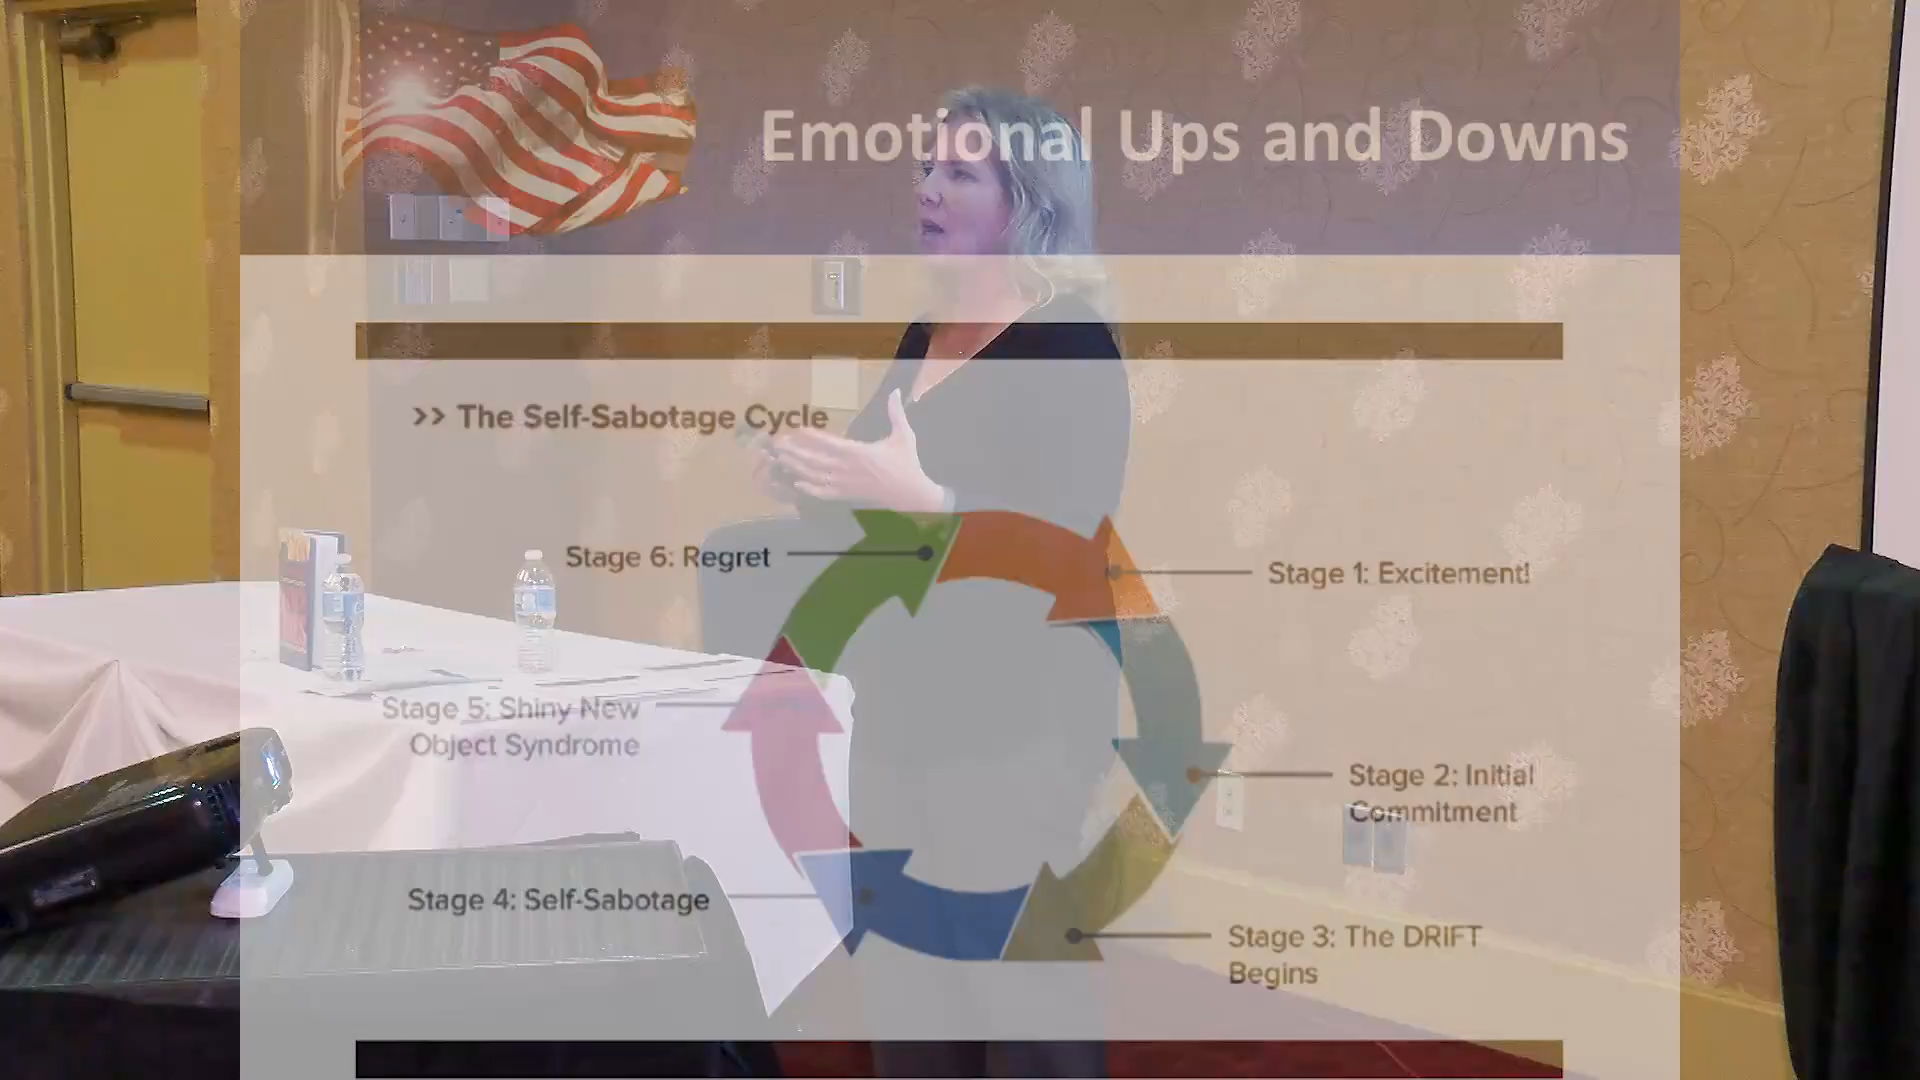 Emotional Ups and Downs
>> The Self-Sabotage Cycle
Stage 6: Regret
Stage 1: Excitement!
Stage 5: Shiny New
Object Syndrome
Stage 2: Initial
Commitment
Stage 4: Self-Sabotage
Stage 3: The DRIFT
Begins